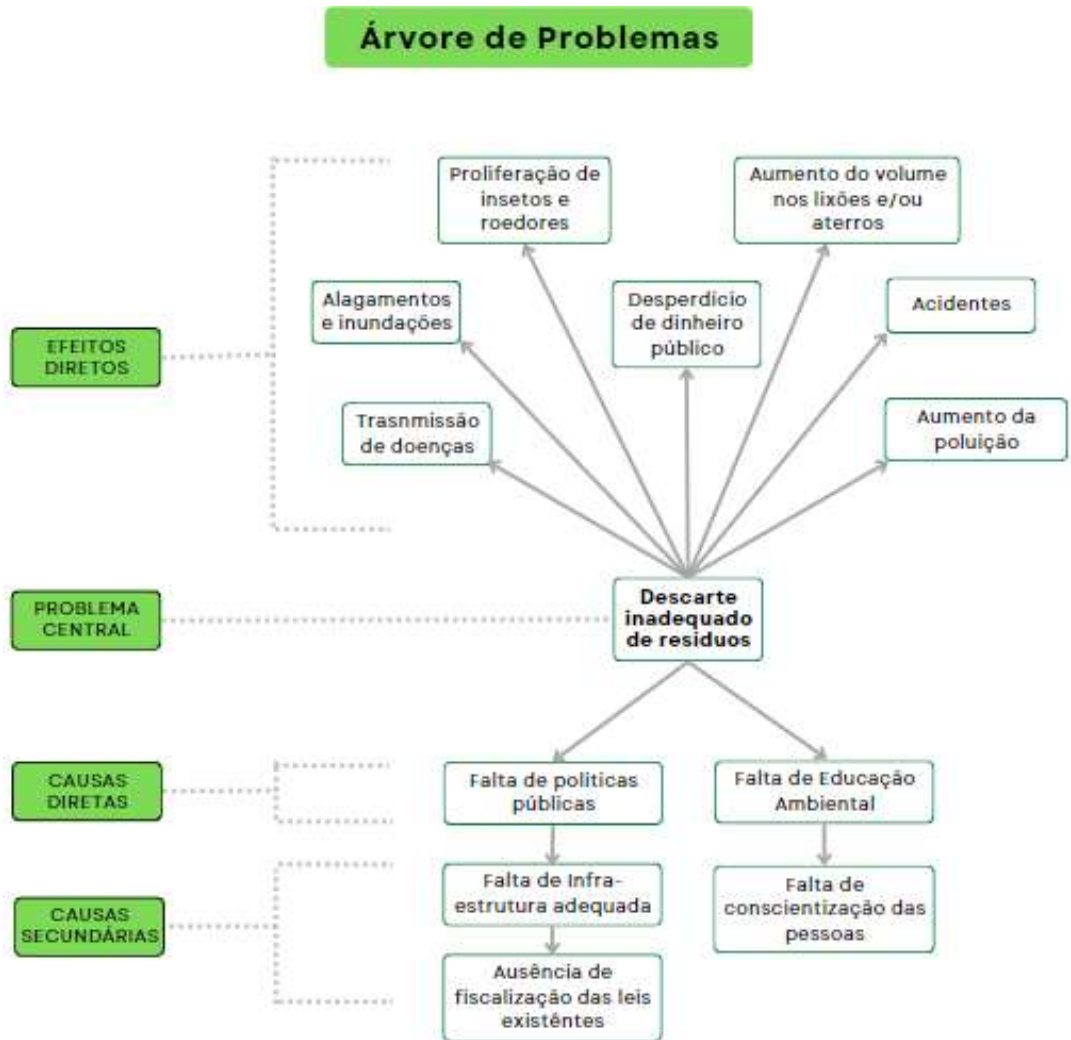 Árvore de Problemas
Proliferação de
insetos e
roedores
Aumento do volume
nos lixões e/ou
aterros
Alagamentos
e inundações
Desperdício
de dinheiro
público
Acidentes
EFEITOS
DIRETOS
Trasnmissão
de doenças
Aumento da
poluição
PROBLEMA
CENTRAL
Descarte
inadequado
de residuos
CAUSAS
DIRETAS
Falta de politicas
públicas
Falta de Educação
Ambiental
CAUSAS
SECUNDÁRIAS
Falta de Infra-
estrutura adequada
Falta de
conscientização das
pessoas
Ausência de
fiscalização das leis
existêntes